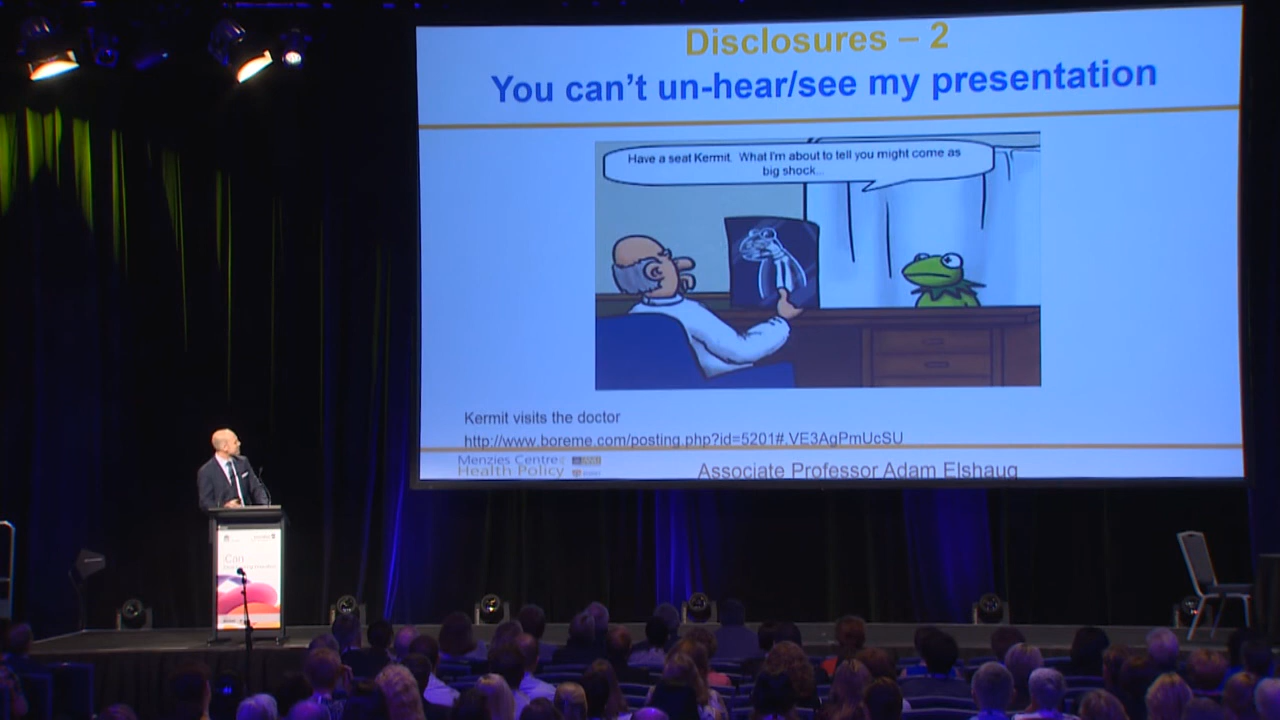 Disclosures – 2
You can't un-hear/see my presentation
Have a seat Kermit. What I'm about to tell you might come as
big shock...
Kermit visits the doctor
http://www.boreme.com/posting.php?id=5201#.VE3AgPmUcSU
Menzies Centre
Health Policy
Associate Professor Adam Elshaug
Con